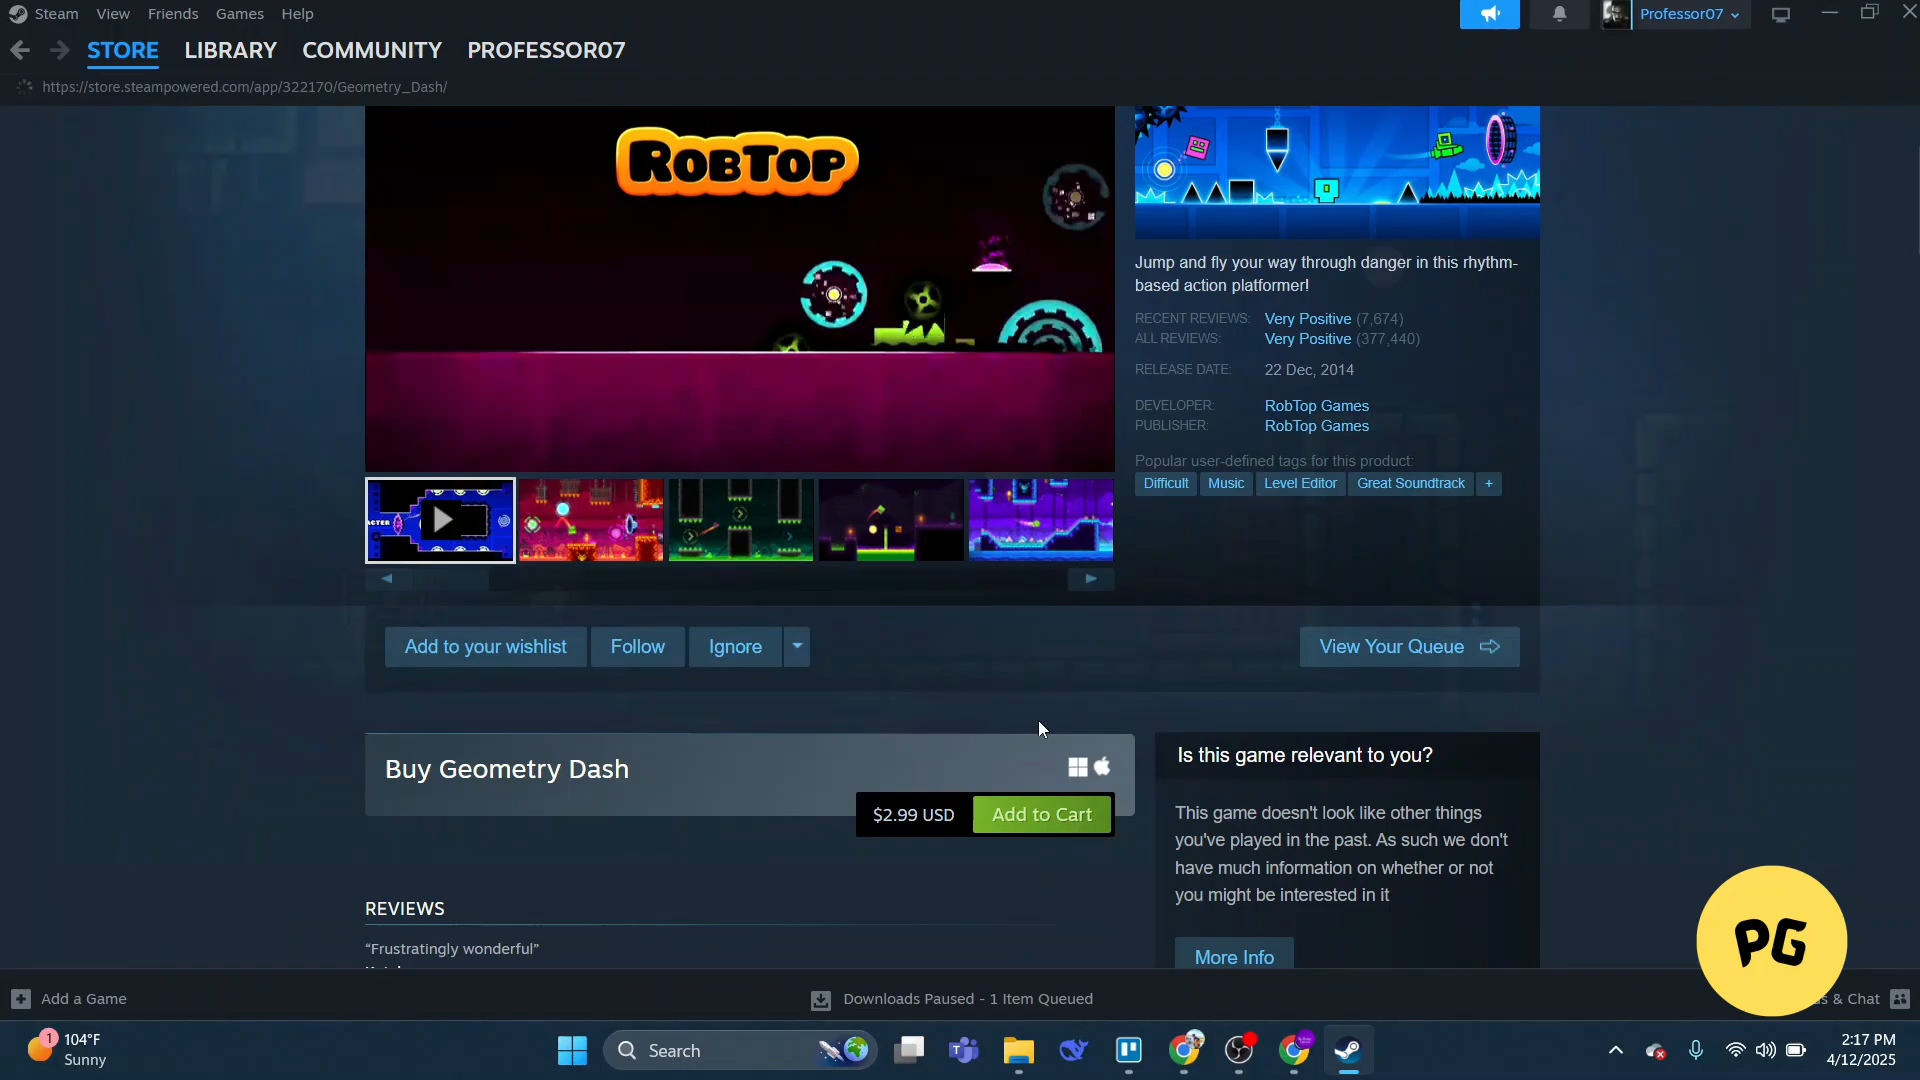 Steam View Friends Games Help
Professor07
STORE LIBRARY COMMUNITY PROFESSOR07
https://store.steampowered.com/app/322170/Geometry_Dash/
ROBTOP
Jump and fly your way through danger in this rhythm-
based action platformer!
RECENT REVIEWS: Very Positive (7,674)
ALL REVIEWS: Very Positive (377,440)
RELEASE DATE: 22 Dec, 2014
DEVELOPER: RobTop Games
PUBLISHER: RobTop Games
Popular user-defined tags for this product:
Difficult Music Level Editor Great Soundtrack +
Add to your wishlist Follow Ignore View Your Queue
Buy Geometry Dash
$2.99 USD Add to Cart
Is this game relevant to you?
This game doesn't look like other things
you've played in the past. As such we don't
have much information on whether or not
you might be interested in it
More Info
REVIEWS
“Frustratingly wonderful”
PG
Add a Game Downloads Paused - 1 Item Queued & Chat
1 104°F
Sunny
Search
2:17 PM
4/12/2025